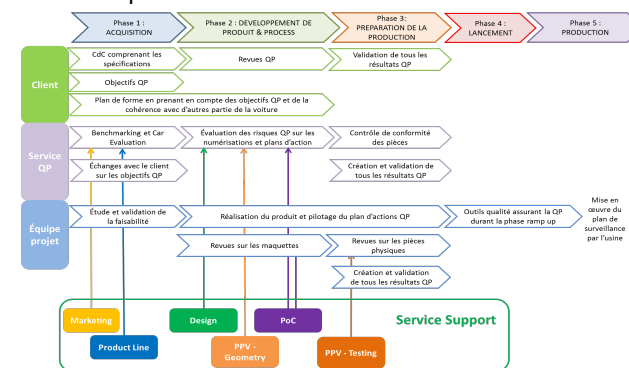 Phase 1 :
ACQUISITION
Phase 2 : DEVELOPPEMENT DE
PRODUIT & PROCESS
Phase 3:
PREPARATION DE LA
PRODUCTION
Phase 4 :
LANCEMENT
Phase 5 :
PRODUCTION
Client
CdC comprenant les
spécifications
Revues QP
Validation de tous les
résultats QP
Objectifs QP
Plan de forme en prenant en compte des objectifs QP et de la
cohérence avec d'autres partie de la voiture
Service
QP
Benchmarking et Car
Evaluation
Évaluation des risques QP sur les
numérisations et plans d'action
Contrôle de conformité
des pièces
Échanges avec le client
sur les objectifs QP
Création et validation de
tous les résultats QP
Équipe
projet
Étude et validation de
la faisabilité
Réalisation du produit et pilotage du plan d'actions QP
Outils qualité assurant la QP
durant la phase ramp up
Mise en
œuvre du
plan de
surveillance
par l'usine
Revues sur les maquettes
Revues sur les pièces
physiques
Création et validation
de tous les résultats QP
Marketing
Design
PoC
Service Support
Product Line
PPV -
Geometry
PPV - Testing